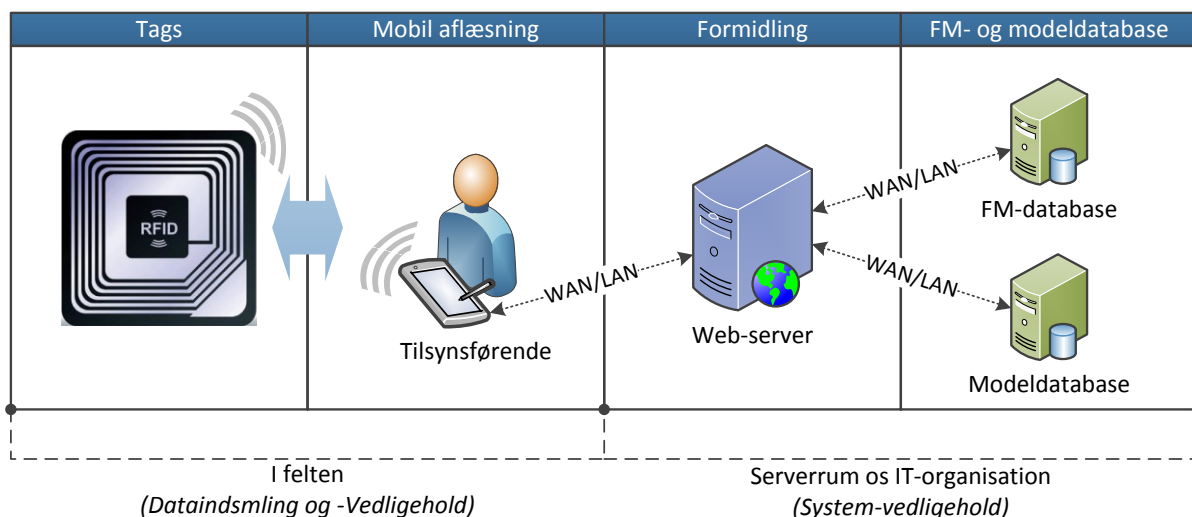 Tags
Mobil aflæsning
Formidling
FM- og modeldatabase
RFID
WAN/LAN
FM-database
WAN/LAN
WAN/LAN
Web-server
Tilsynsførende
Modeldatabase
I felten
(Dataindsmling og -Vedligehold)
Serverrum os IT-organisation
(System-vedligehold)